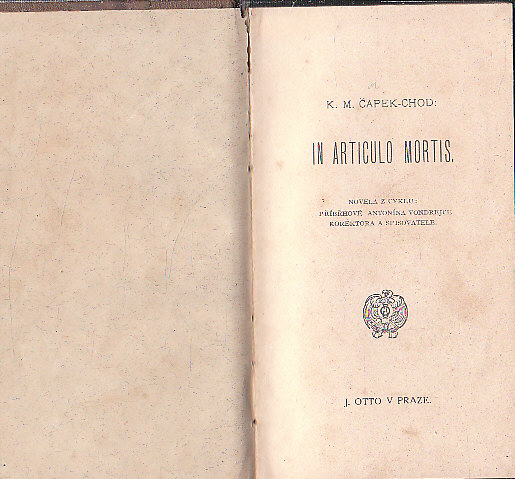 K. M. ČAPEK-CHOD:
IN ARTICULO MORTIS.
NOVELA Z CYKLU:
PŘÍBĚHOVÉ ANTONÍNA VONDREJCE
KOREKTORA A SPISOVATELE.
J. OTTO V PRAZE.